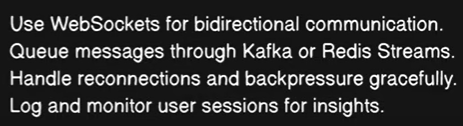 Use WebSockets for bidirectional communication.
Queue messages through Kafka or Redis Streams.
Handle reconnections and backpressure gracefully.
Log and monitor user sessions for insights.